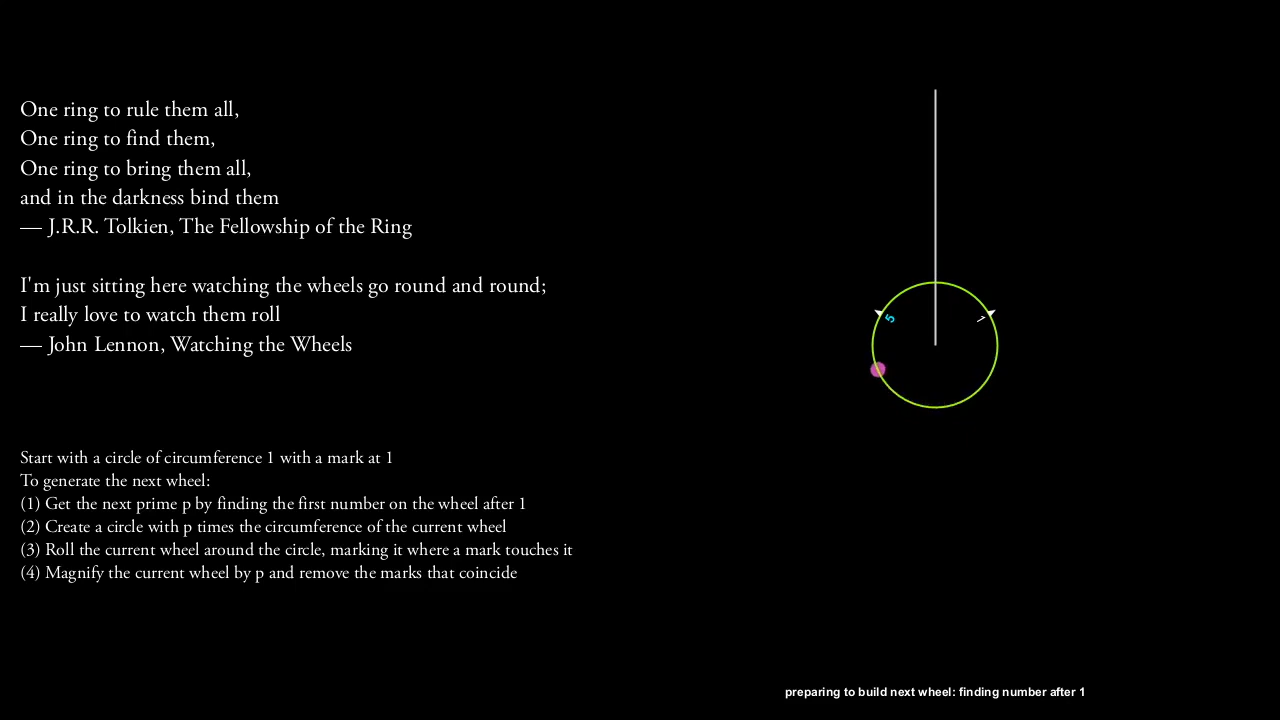 One ring to rule them all,
One ring to find them,
One ring to bring them all,
and in the darkness bind them
— J.R.R. Tolkien, The Fellowship of the Ring
I'm just sitting here watching the wheels go round and round;
I really love to watch them roll
— John Lennon, Watching the Wheels
Start with a circle of circumference 1 with a mark at 1
To generate the next wheel:
(1) Get the next prime p by finding the first number on the wheel after 1
(2) Create a circle with p times the circumference of the current wheel
(3) Roll the current wheel around the circle, marking it where a mark touches it
(4) Magnify the current wheel by p and remove the marks that coincide
5
1
preparing to build next wheel: finding number after 1